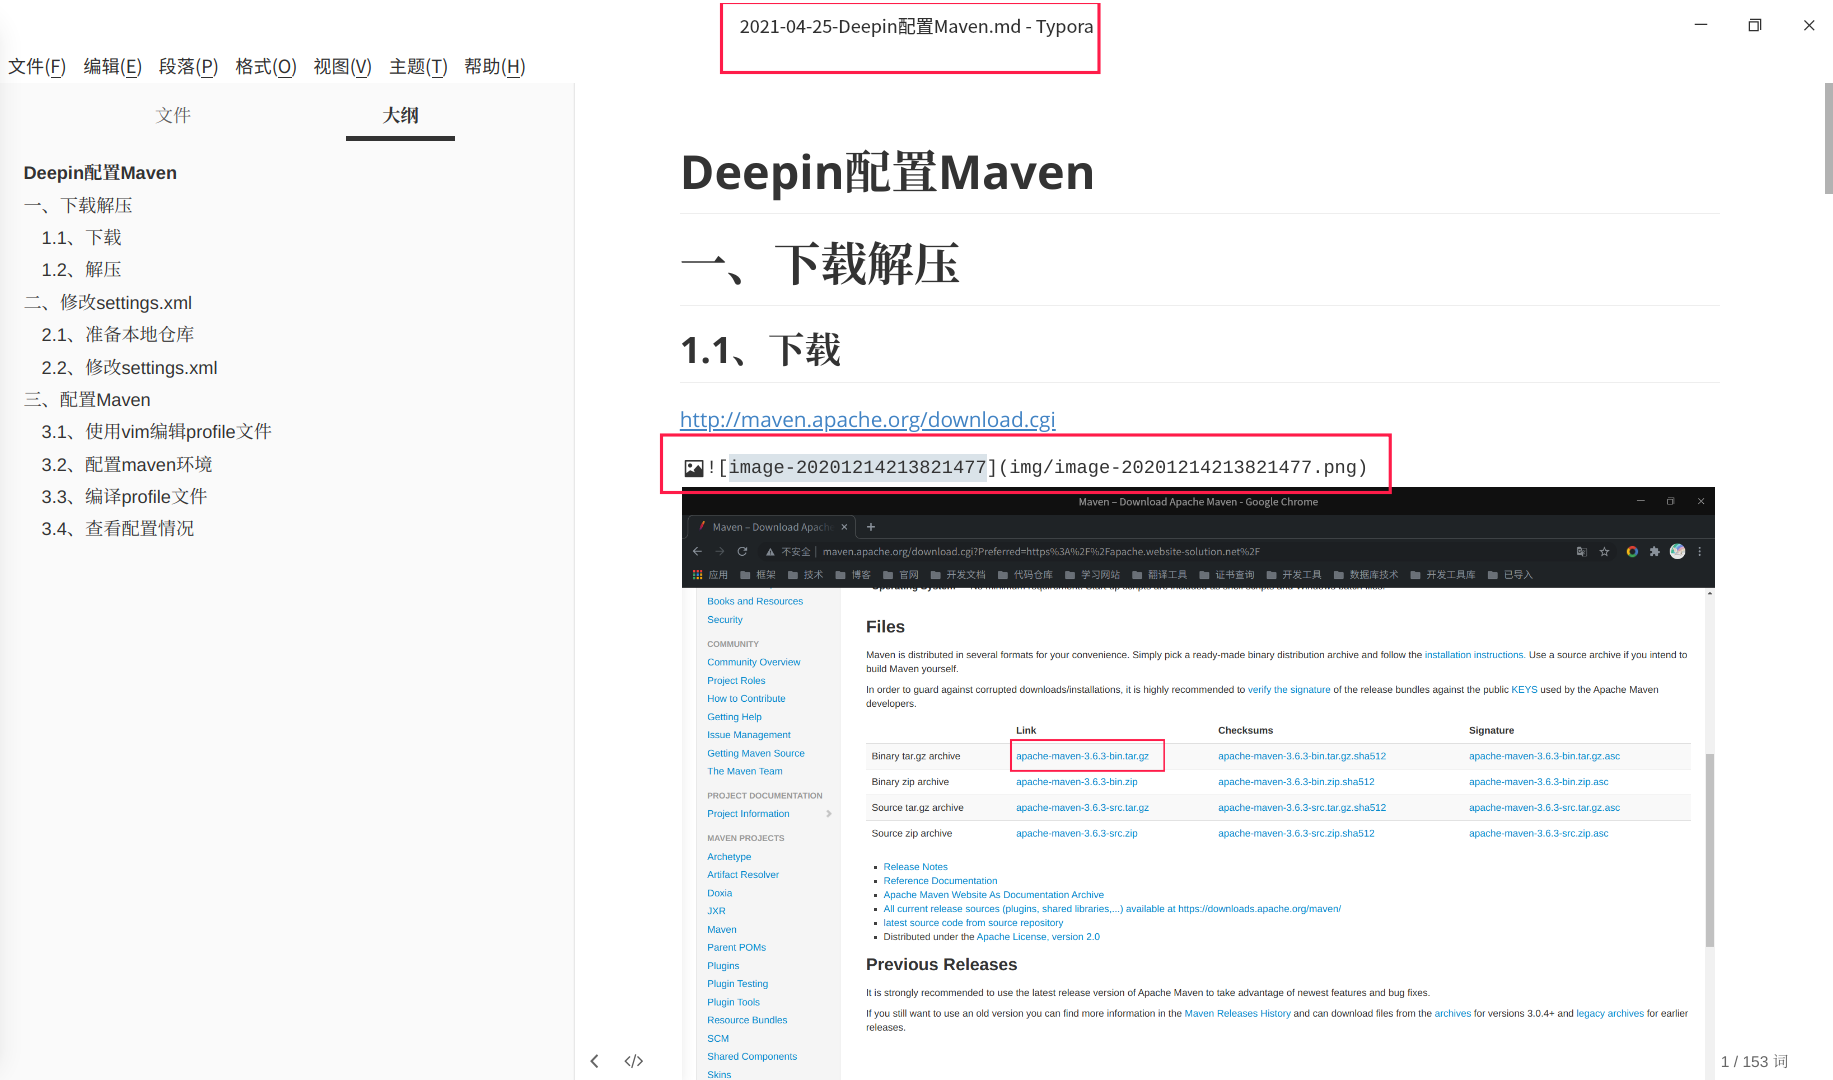 2021-04-25-Deepin配置Maven.md - Typora
文件(F) 编辑(E) 段落(P) 格式(O) 视图(V) 主题(T) 帮助(H)
文件 大纲
Deepin配置Maven
一、下载解压
1.1、下载
1.2、解压
二、修改settings.xml
2.1、准备本地仓库
2.2、修改settings.xml
三、配置Maven
3.1、使用vim编辑profile文件
3.2、配置maven环境
3.3、编译profile文件
3.4、查看配置情况
Deepin配置Maven
一、下载解压
1.1、下载
http://maven.apache.org/download.cgi
![image-20201214213821477](img/image-20201214213821477.png)
Maven – Download Apache Maven - Google Chrome
Maven – Download Apach
不安全 | maven.apache.org/download.cgi?Preferred=https%3A%2F%2Fapache.website-solution.net%2F
应用 框架 技术 博客 官网 开发文档 代码仓库 学习网站 翻译工具 证书查询 开发工具 数据库技术 开发工具库 已导入
Books and Resources
Security
COMMUNITY
Community Overview
Project Roles
How to Contribute
Getting Help
Issue Management
Getting Maven Source
The Maven Team
PROJECT DOCUMENTATION
Project Information
MAVEN PROJECTS
Archetype
Artifact Resolver
Doxia
JXR
Maven
Parent POMs
Plugins
Plugin Testing
Plugin Tools
Resource Bundles
SCM
Shared Components
Skins
Files
Maven is distributed in several formats for your convenience. Simply pick a ready-made binary distribution archive and follow the installation instructions. Use a source archive if you intend to
build Maven yourself.
In order to guard against corrupted downloads/installations, it is highly recommended to verify the signature of the release bundles against the public KEYS used by the Apache Maven
developers.
Link Checksums Signature
Binary tar.gz archive apache-maven-3.6.3-bin.tar.gz apache-maven-3.6.3-bin.tar.gz.sha512 apache-maven-3.6.3-bin.tar.gz.asc
Binary zip archive apache-maven-3.6.3-bin.zip apache-maven-3.6.3-bin.zip.sha512 apache-maven-3.6.3-bin.zip.asc
Source tar.gz archive apache-maven-3.6.3-src.tar.gz apache-maven-3.6.3-src.tar.gz.sha512 apache-maven-3.6.3-src.tar.gz.asc
Source zip archive apache-maven-3.6.3-src.zip apache-maven-3.6.3-src.zip.sha512 apache-maven-3.6.3-src.zip.asc
Release Notes
Reference Documentation
Apache Maven Website As Documentation Archive
All current release sources (plugins, shared libraries,...) available at https://downloads.apache.org/maven/
latest source code from source repository
Distributed under the Apache License, version 2.0
Previous Releases
It is strongly recommended to use the latest release version of Apache Maven to take advantage of newest features and bug fixes.
If you still want to use an old version you can find more information in the Maven Releases History and can download files from the archives for versions 3.0.4+ and legacy archives for earlier
releases.
1 / 153 词